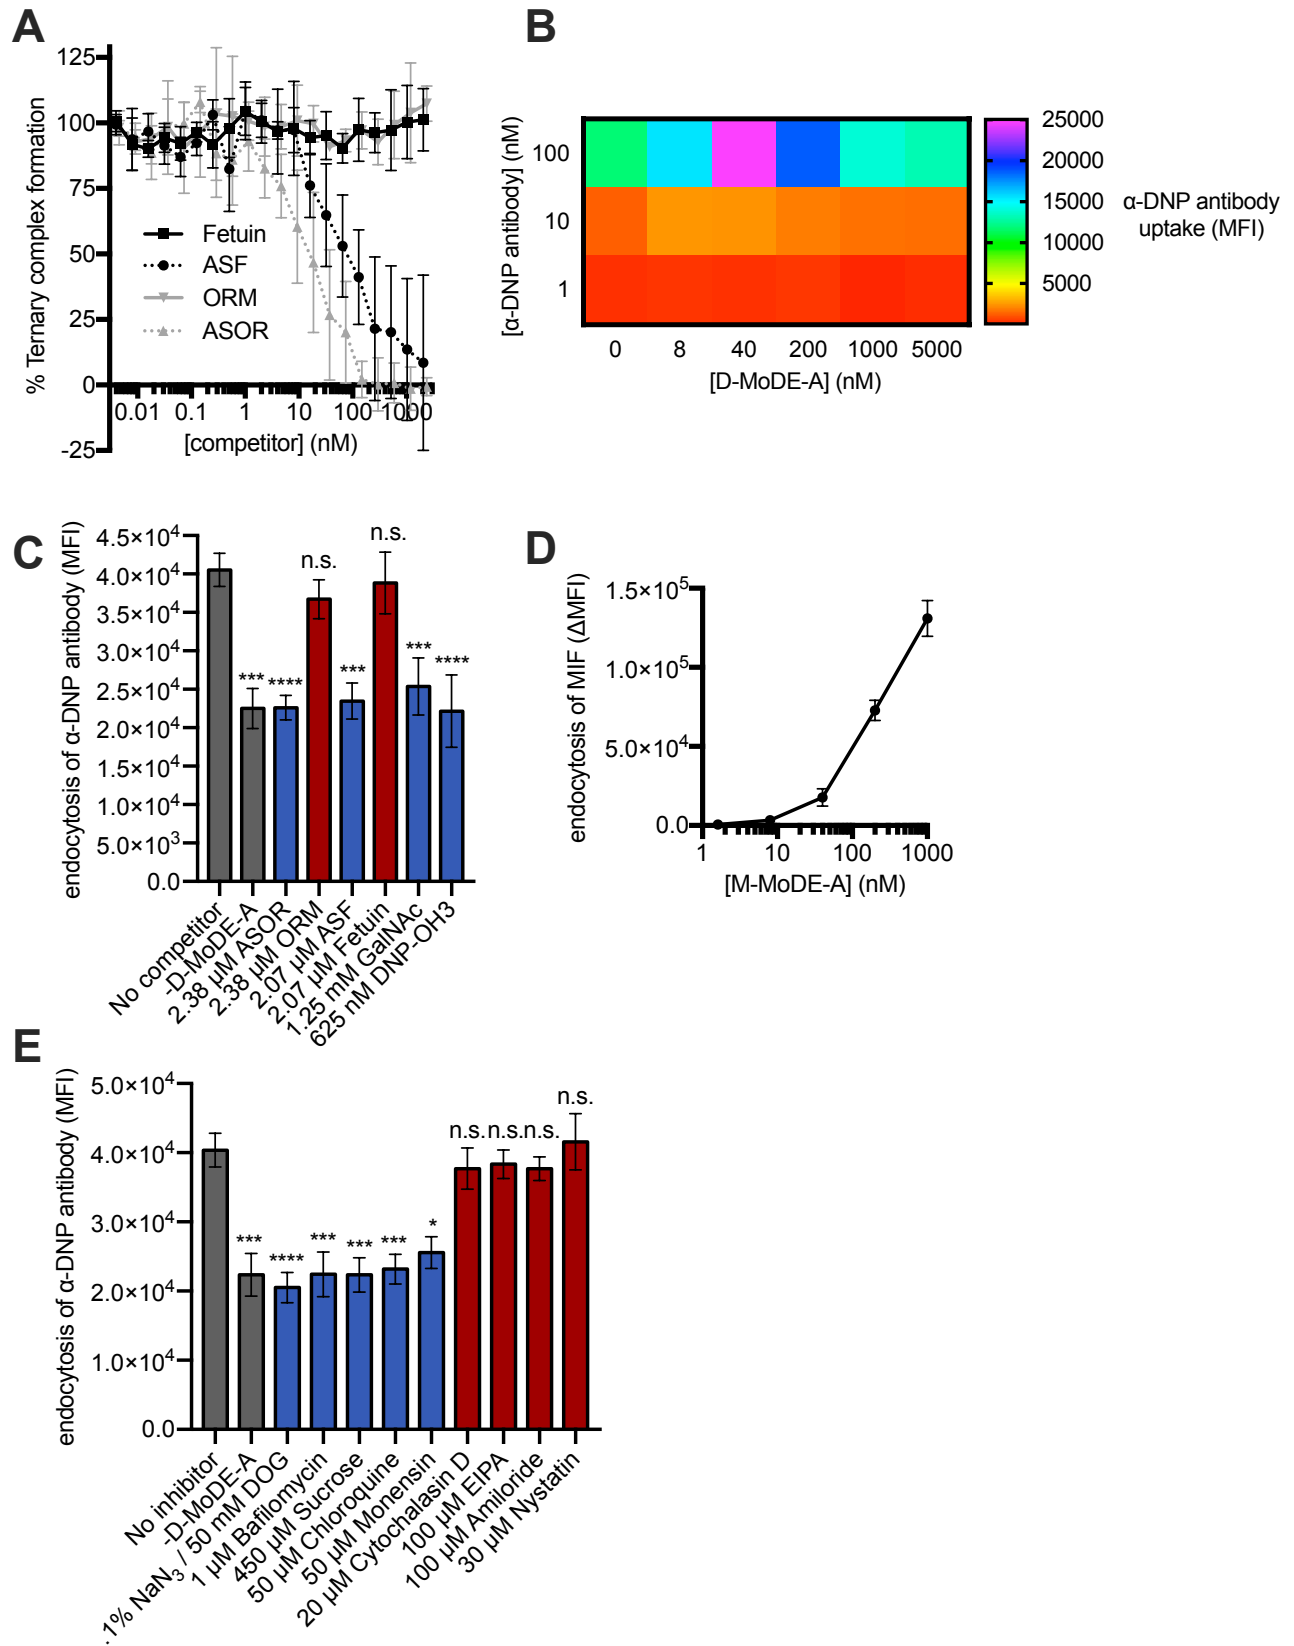 A
125
100
75
50
25
0
-25
% Ternary complex formation
Fetuin
ASF
ORM
ASOR
0.01 0.1 1 10 100 1000
[competitor] (nM)
B
[α-DNP antibody] (nM)
100
10
1
0 8 40 200 1000 5000
[D-MoDE-A] (nM)
25000
20000
15000
10000
5000
α-DNP antibody
uptake (MFI)
C
endocytosis of α-DNP antibody (MFI)
4.5×10⁴
4.0×10⁴
3.5×10⁴
3.0×10⁴
2.5×10⁴
2.0×10⁴
1.5×10⁴
1.0×10⁴
5.0×10³
0.0
*** **** n.s. *** n.s. *** ****
No competitor
-D-MoDE-A
2.38 µM ASOR
2.38 µM ORM
2.07 µM ASF
2.07 µM Fetuin
1.25 mM GalNAc
625 nM DNP-OH3
D
endocytosis of MIF (ΔMFI)
1.5×10⁵
1.0×10⁵
5.0×10⁴
0.0
1 10 100 1000
[M-MoDE-A] (nM)
E
endocytosis of α-DNP antibody (MFI)
5.0×10⁴
4.0×10⁴
3.0×10⁴
2.0×10⁴
1.0×10⁴
0.0
*** **** *** *** *** * n.s. n.s. n.s. n.s.
No inhibitor
-D-MoDE-A
.1% NaN₃ / 50 mM DOG
1 µM Bafilomycin
450 µM Sucrose
50 µM Chloroquine
50 µM Monensin
20 µM Cytochalasin D
100 µM EIPA
100 µM Amiloride
30 µM Nystatin